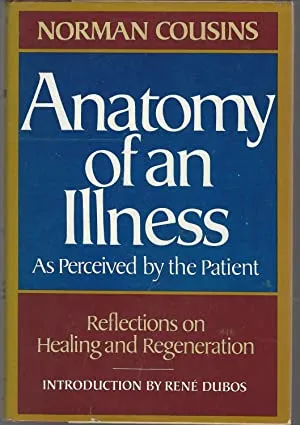 NORMAN COUSINS
Anatomy
of an
Illness
As Perceived by the Patient
Reflections on
Healing and Regeneration
INTRODUCTION BY RENÉ DUBOS